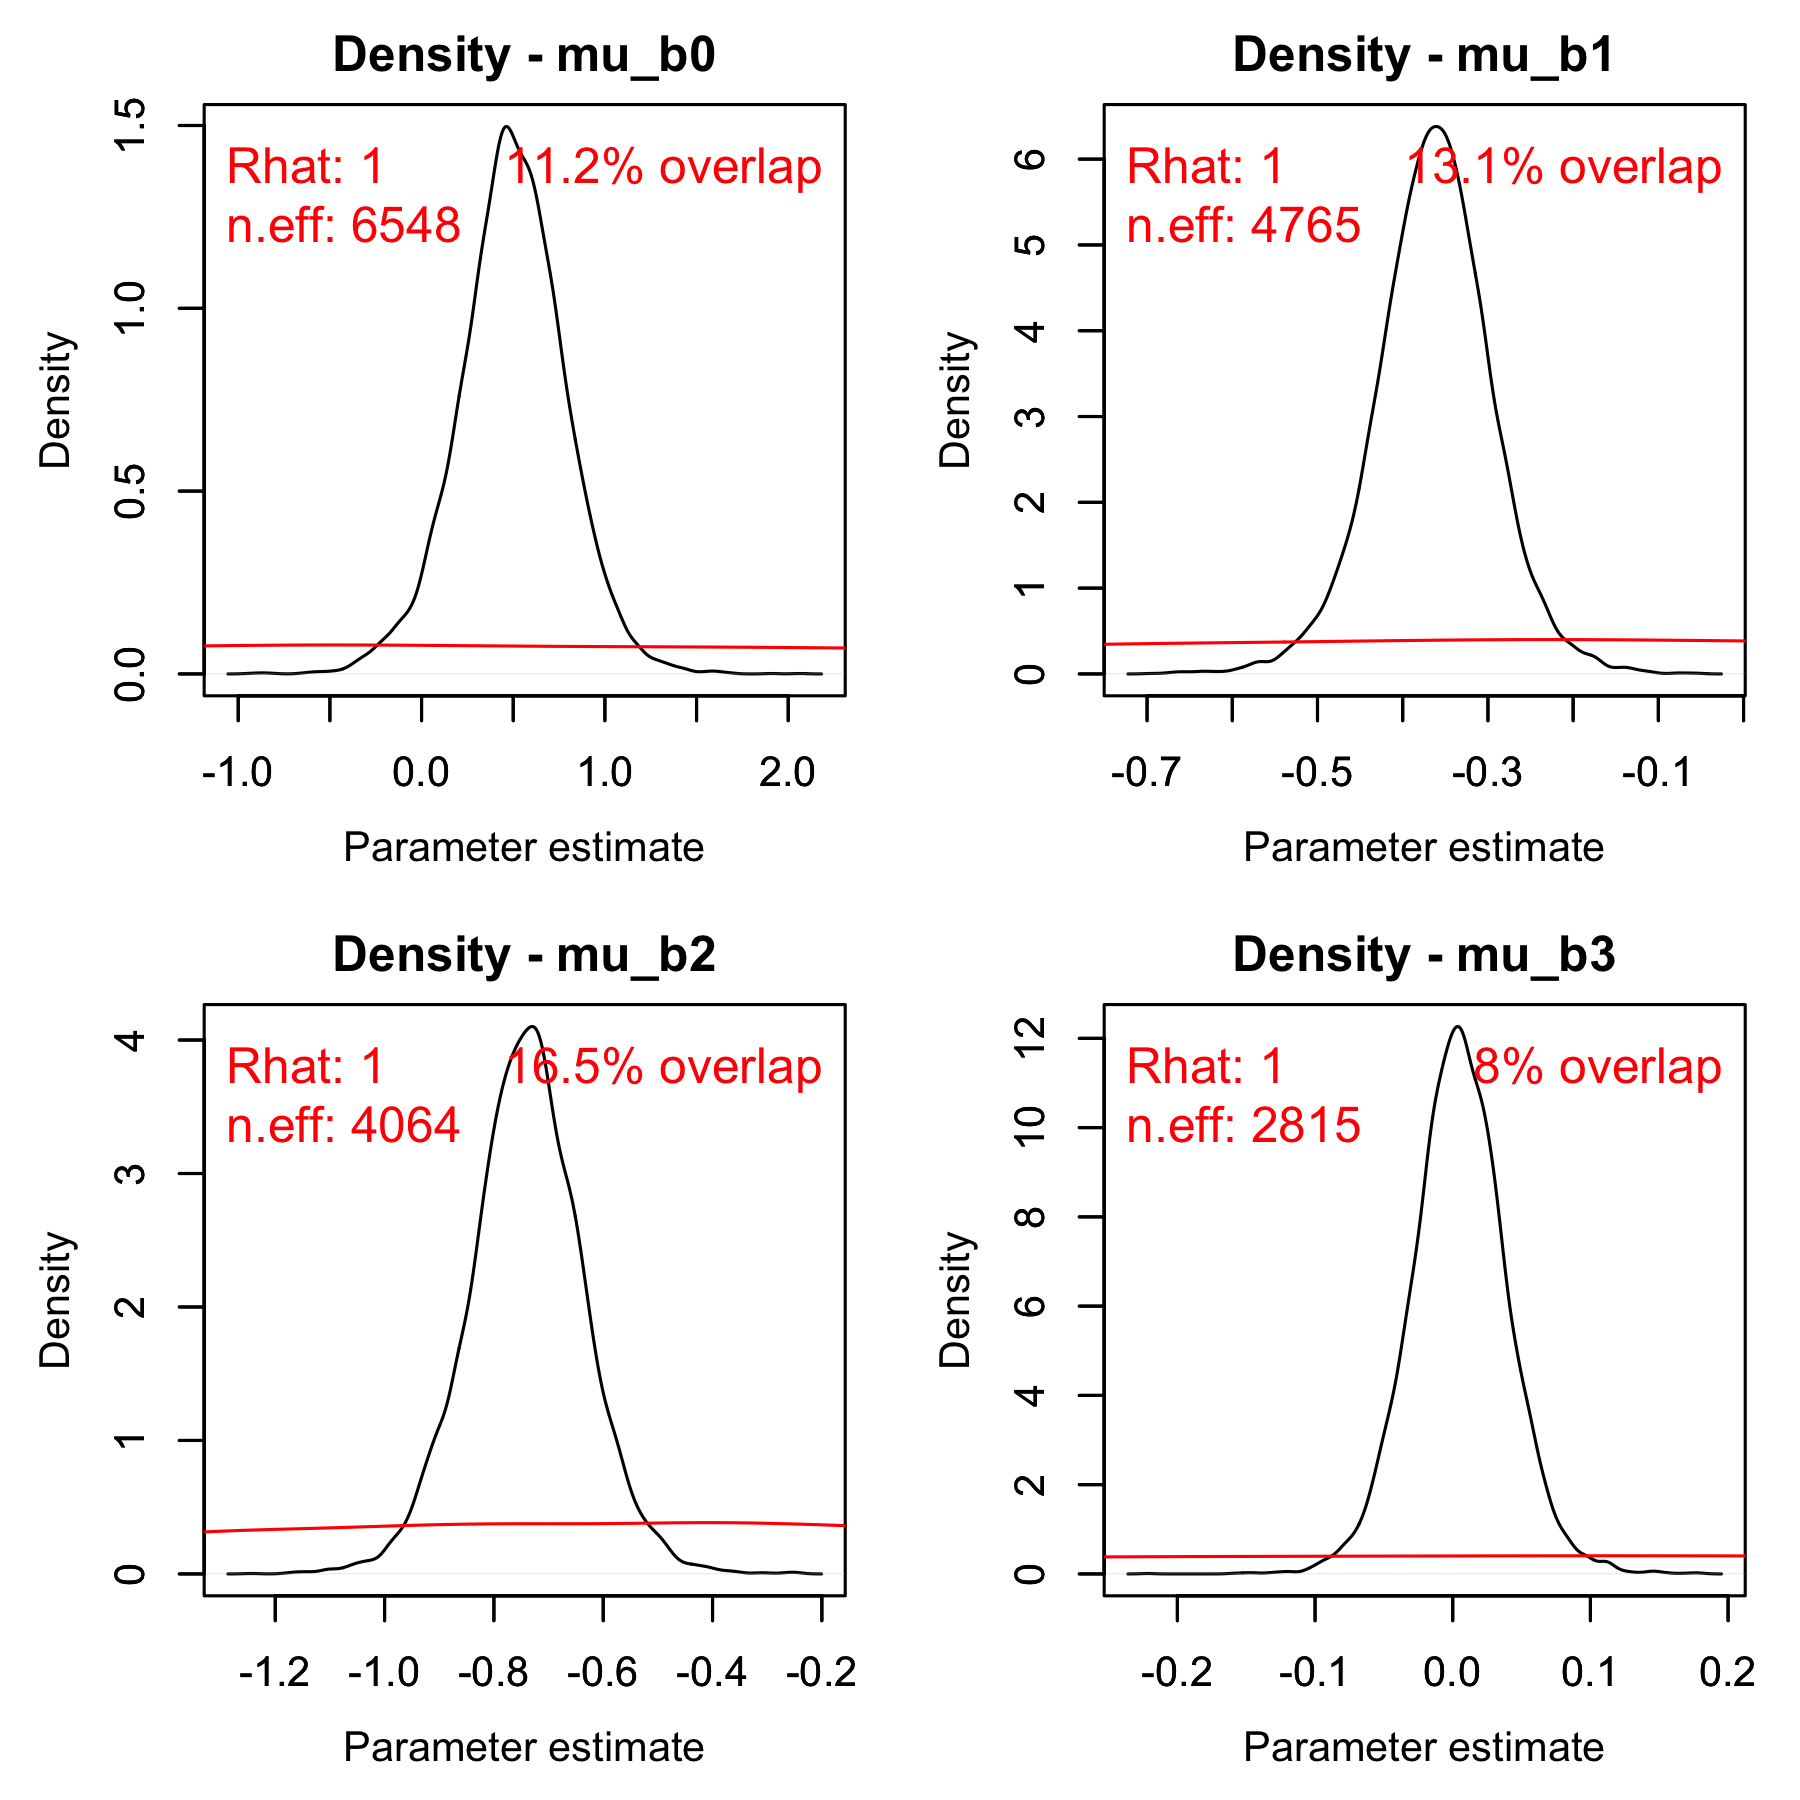 Density - mu_b0
Rhat: 1
11.2% overlap
n.eff: 6548
Density
0.0
0.5
1.0
1.5
-1.0
0.0
1.0
2.0
Parameter estimate
Density - mu_b1
Rhat: 1
13.1% overlap
n.eff: 4765
Density
0
1
2
3
4
5
6
-0.7
-0.5
-0.3
-0.1
Parameter estimate
Density - mu_b2
Rhat: 1
16.5% overlap
n.eff: 4064
Density
0
1
2
3
4
-1.2
-1.0
-0.8
-0.6
-0.4
-0.2
Parameter estimate
Density - mu_b3
Rhat: 1
8% overlap
n.eff: 2815
Density
0
2
4
6
8
10
12
-0.2
-0.1
0.0
0.1
0.2
Parameter estimate